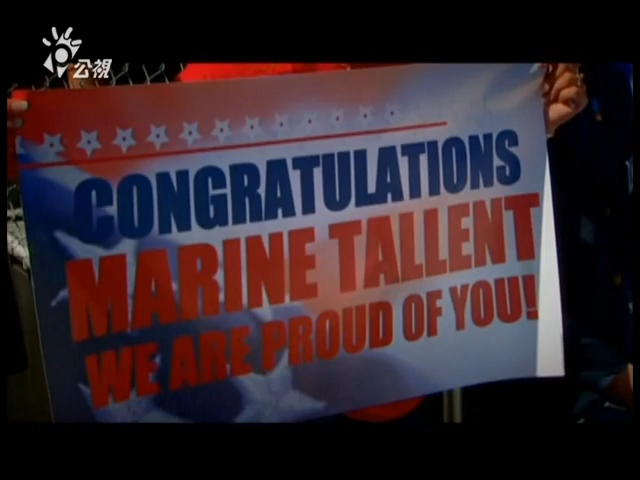 公視
CONGRATULATIONS
MARINE TALLENT
WE ARE PROUD OF YOU!